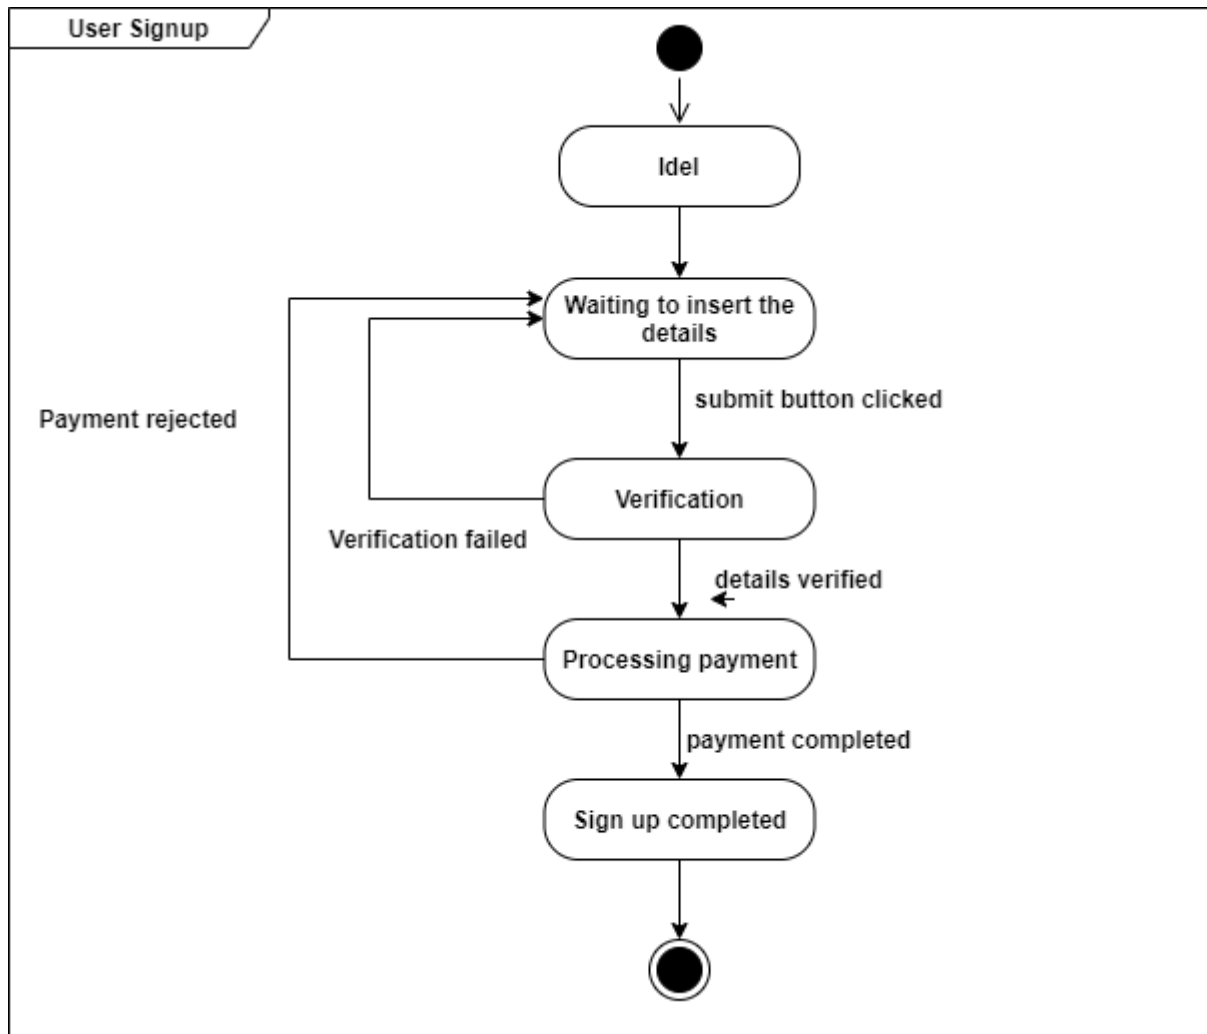 User Signup
Idel
Waiting to insert the
details
submit button clicked
Payment rejected
Verification
Verification failed
details verified
Processing payment
payment completed
Sign up completed